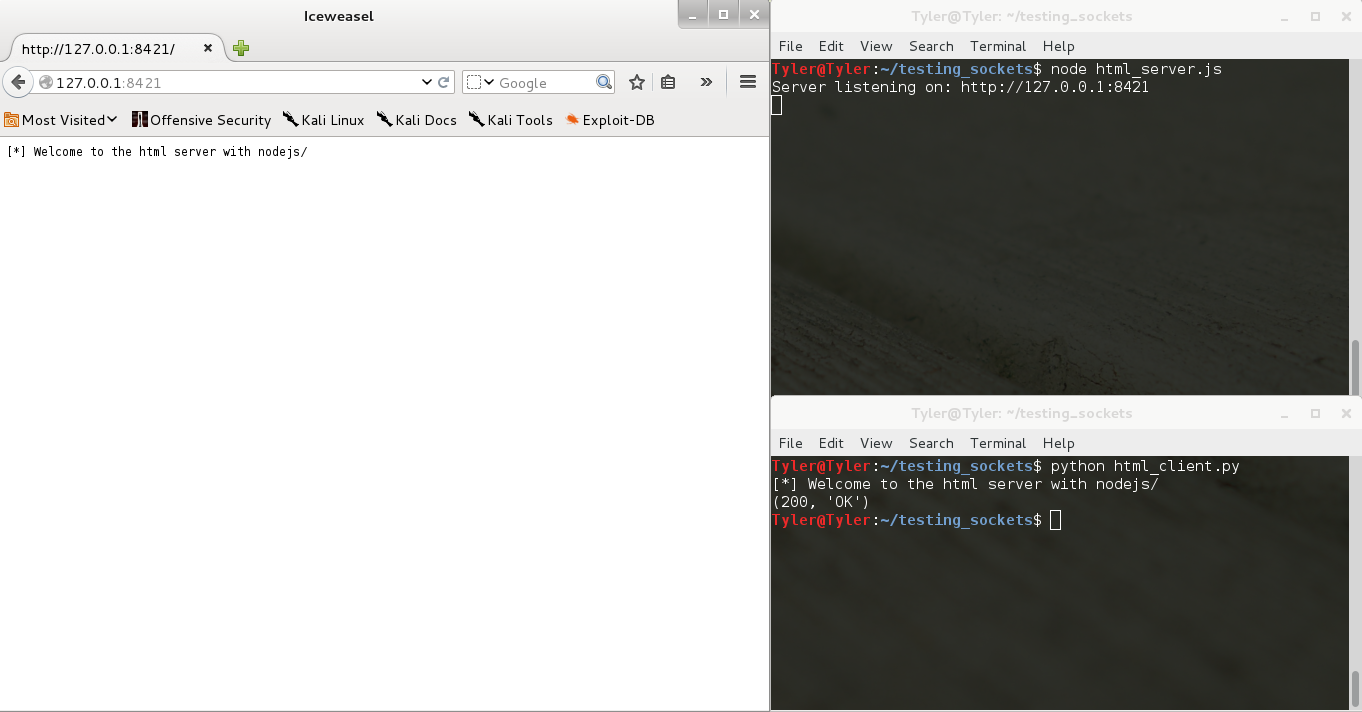 Iceweasel
http://127.0.0.1:8421/
127.0.0.1:8421
Google
Most Visited Offensive Security Kali Linux Kali Docs Kali Tools Exploit-DB
[*] Welcome to the html server with nodejs/
Tyler@Tyler: ~/testing_sockets
File Edit View Search Terminal Help
Tyler@Tyler:~/testing_sockets$ node html_server.js
Server listening on: http://127.0.0.1:8421
Tyler@Tyler: ~/testing_sockets
File Edit View Search Terminal Help
Tyler@Tyler:~/testing_sockets$ python html_client.py
[*] Welcome to the html server with nodejs/
(200, 'OK')
Tyler@Tyler:~/testing_sockets$